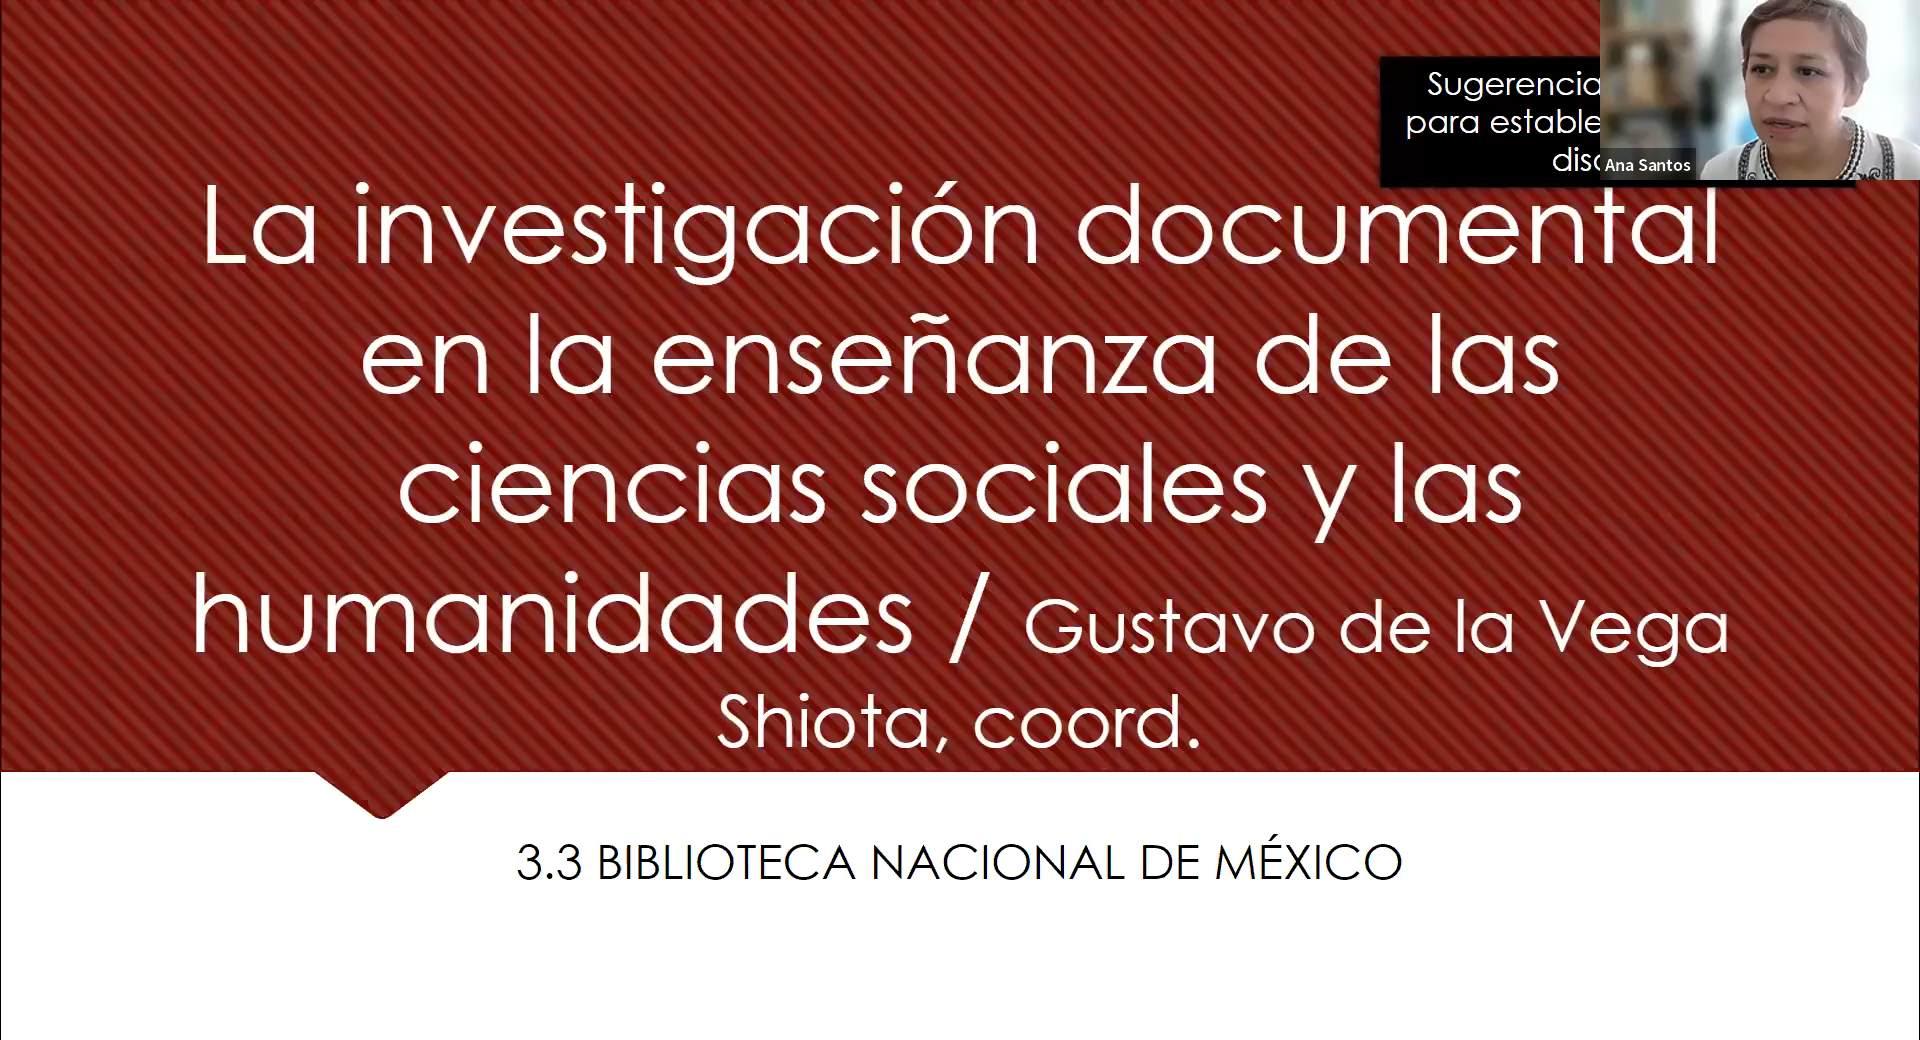 Sugerencia
para estable
Ana Santos
La investigación documental
en la enseñanza de las
ciencias sociales y las
humanidades / Gustavo de la Vega
Shiota, coord.
3.3 BIBLIOTECA NACIONAL DE MÉXICO